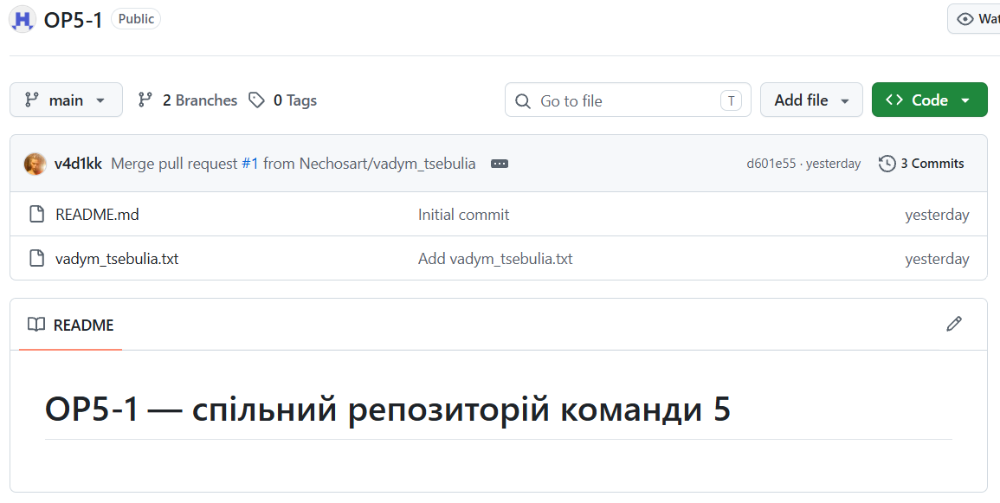 OP5-1 Public
Wat
main 2 Branches 0 Tags Go to file T Add file Code
v4d1kk Merge pull request #1 from Nechosart/vadym_tsebulia d601e55 · yesterday 3 Commits
README.md Initial commit yesterday
vadym_tsebulia.txt Add vadym_tsebulia.txt yesterday
README
OP5-1 — спільний репозиторій команди 5